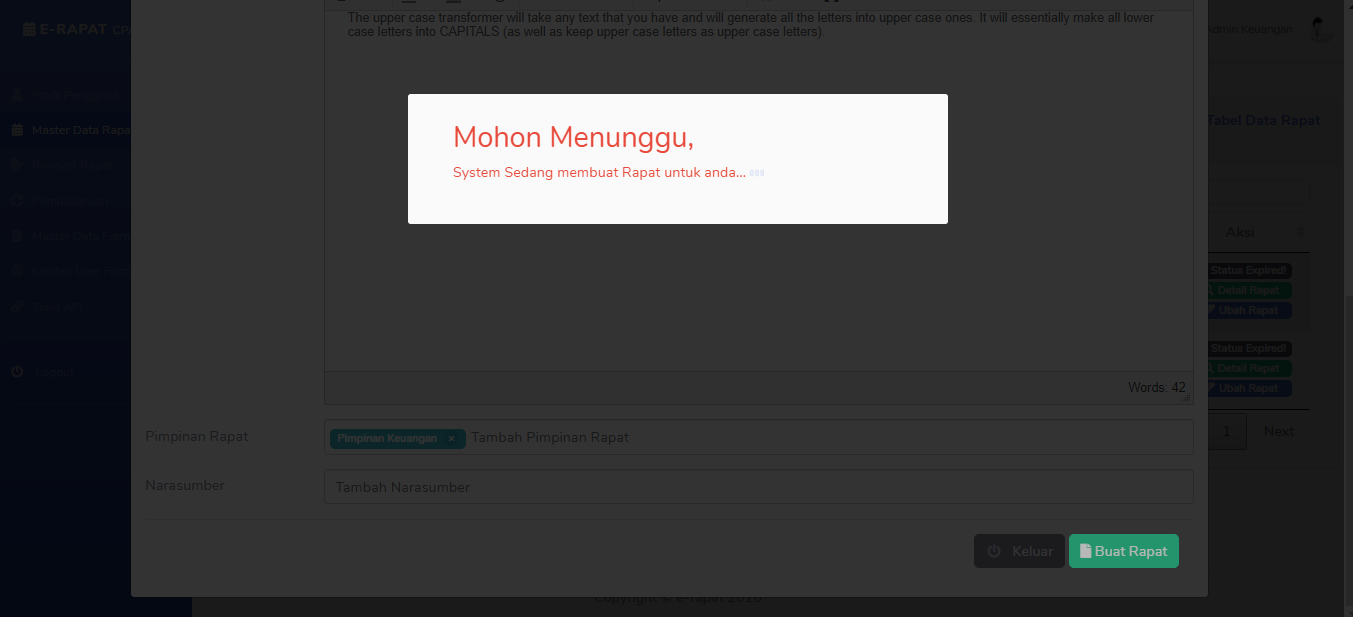 The upper case transformer will take any text that you have and will generate all the letters into upper case ones. It will essentially make all lower
case letters into CAPITALS (as well as keep upper case letters as upper case letters).
E-RAPAT
Admin Keuangan
Master Data Rapat
Tabel Data Rapat
Mohon Menunggu,
System Sedang membuat Rapat untuk anda...
Aksi
Status Expired!
Detail Rapat
Ubah Rapat
Status Expired!
Detail Rapat
Ubah Rapat
Logout
Words: 42
1 Next
Pimpinan Rapat
Pimpinan Keuangan × Tambah Pimpinan Rapat
Narasumber
Tambah Narasumber
Keluar
Buat Rapat